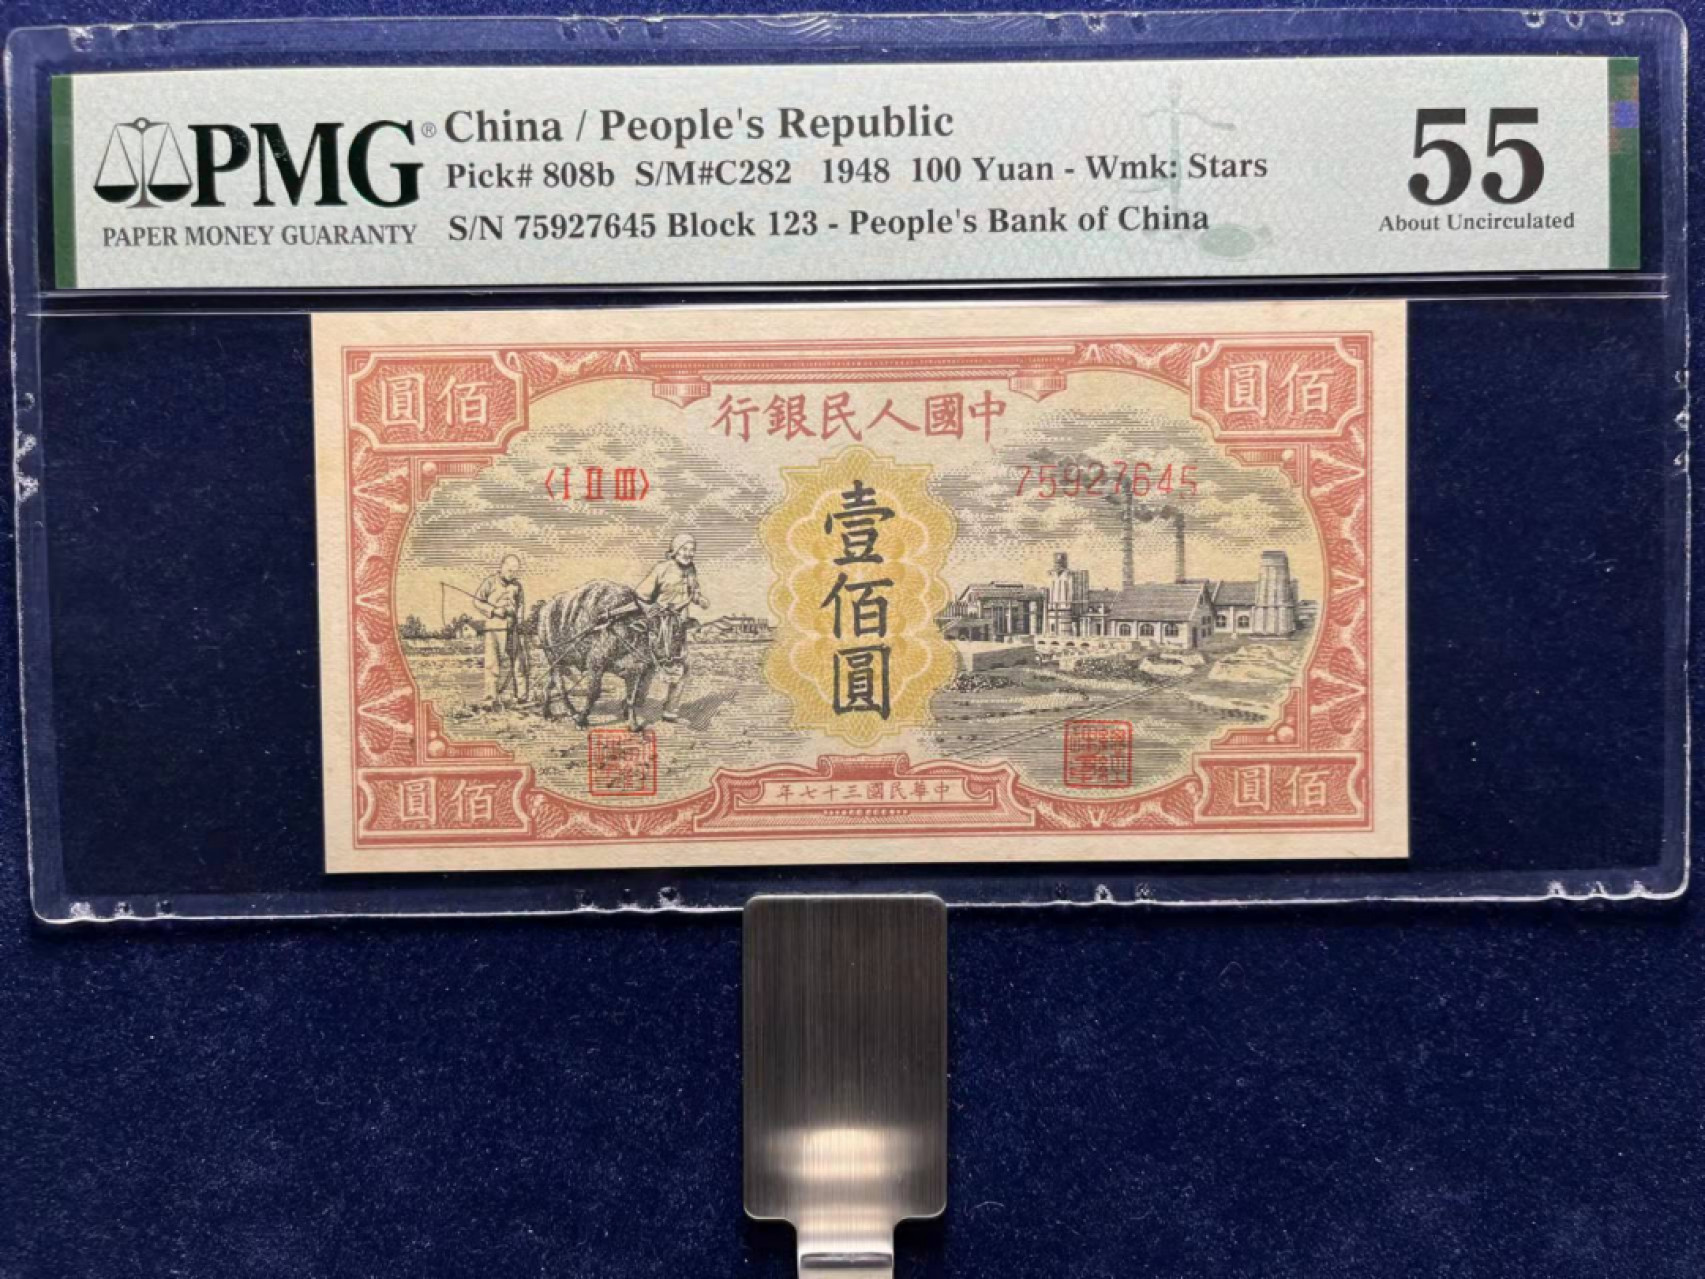 PMG® China / People's Republic
Pick# 808b S/M#C282 1948 100 Yuan - Wmk: Stars
S/N 75927645 Block 123 - People's Bank of China
PAPER MONEY GUARANTY
55
About Uncirculated
圓佰
圓佰
行銀民人國中
〈I II III〉
75927645
壹佰圓
圓佰
年七十三國民華中
圓佰